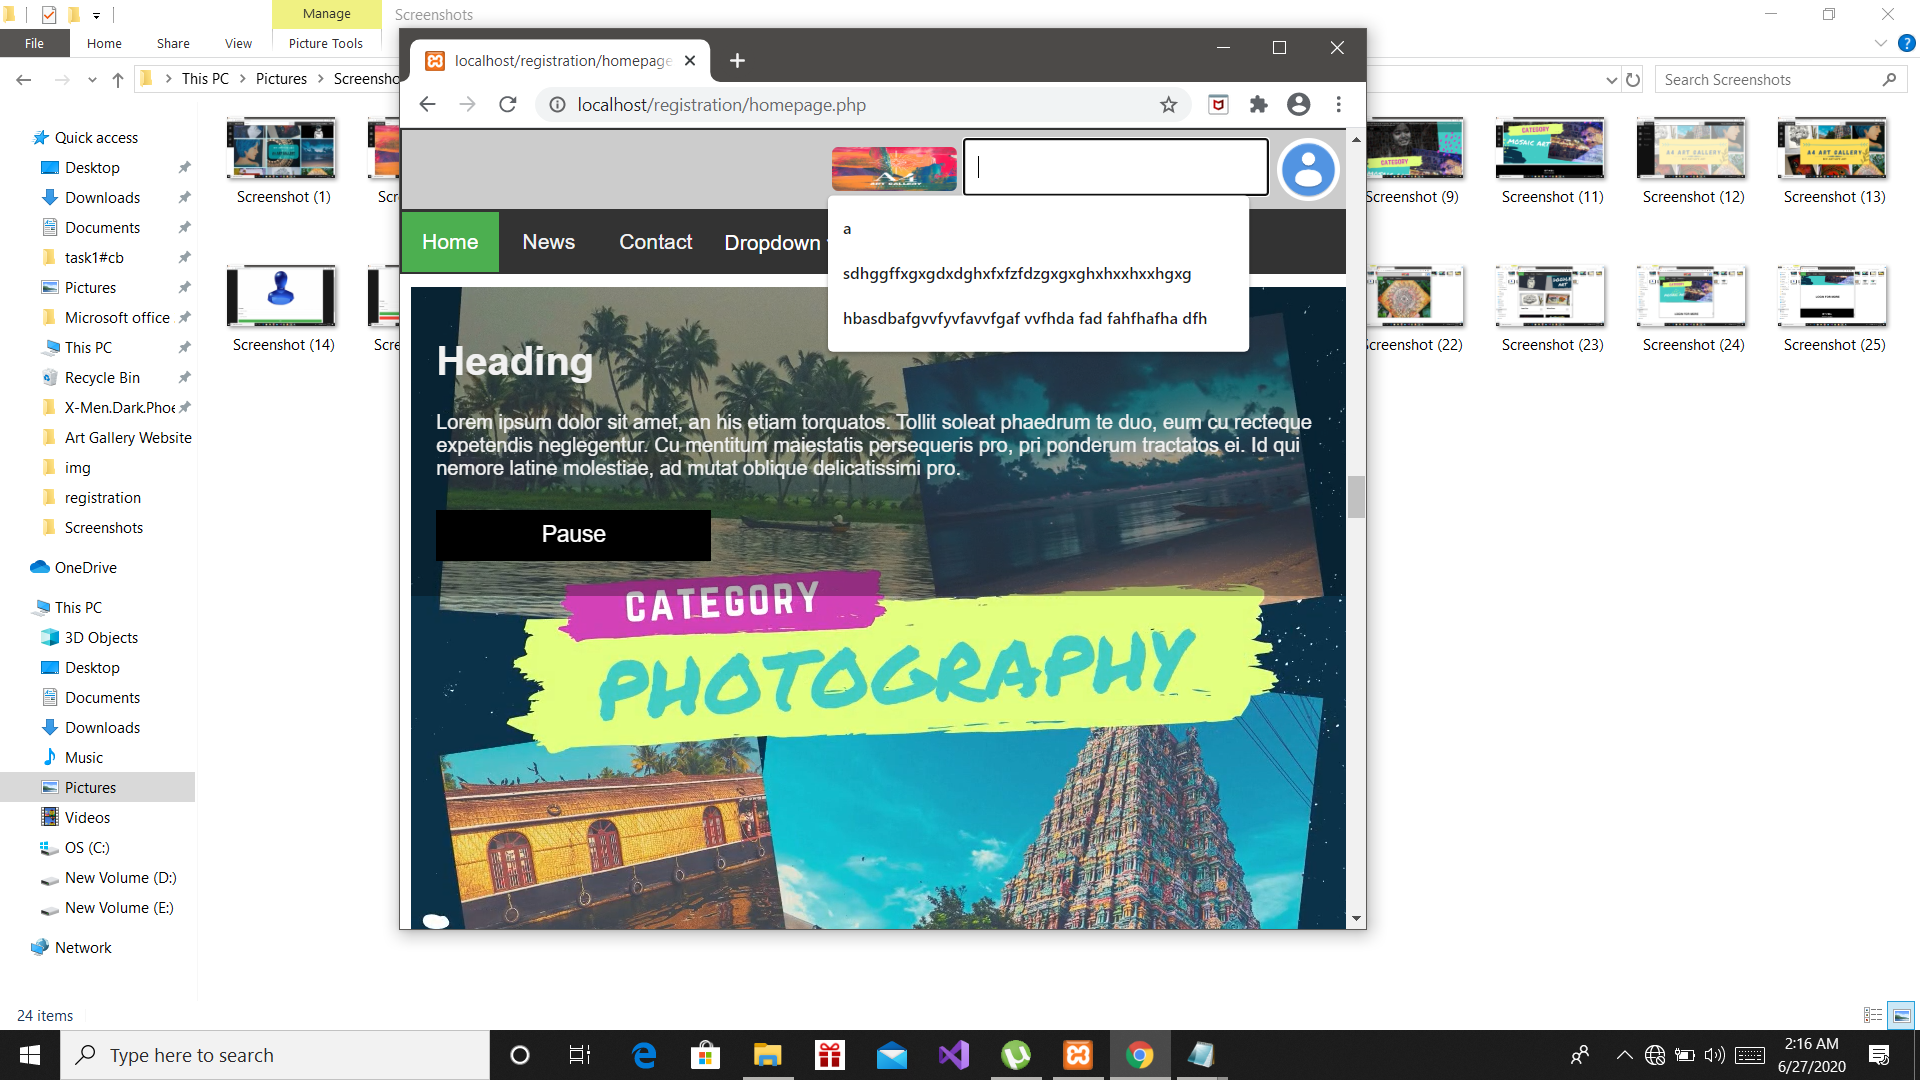 Manage
Screenshots
File
Home
Share
View
Picture Tools
This PC
Pictures
Search Screenshots
localhost/registration/homepage
localhost/registration/homepage.php
Quick access
Desktop
Downloads
Documents
task1#cb
Pictures
Microsoft office
This PC
Recycle Bin
X-Men.Dark.Phoe
Art Gallery Website
img
registration
Screenshots
OneDrive
This PC
3D Objects
Desktop
Documents
Downloads
Music
Pictures
Videos
OS (C:)
New Volume (D:)
New Volume (E:)
Network
24 items
Screenshot (1)
Screenshot (14)
ART GALLERY
a
sdhggffxgxgdxdghxfxfzfdzgxgxghxhxxhxxhgxg
hbasdbafgvvfyvfavvfgaf vvfhda fad fahfhafha dfh
Home
News
Contact
Dropdown
Heading
Lorem ipsum dolor sit amet, an his etiam torquatos. Tollit soleat phaedrum te duo, eum cu recteque
expetendis neglegentur. Cu mentitum maiestatis persequeris pro, pri ponderum tractatos ei. Id qui
nemore latine molestiae, ad mutat oblique delicatissimi pro.
Pause
CATEGORY
PHOTOGRAPHY
Screenshot (9)
Screenshot (11)
Screenshot (12)
Screenshot (13)
Screenshot (22)
Screenshot (23)
Screenshot (24)
Screenshot (25)
Type here to search
2:16 AM
6/27/2020